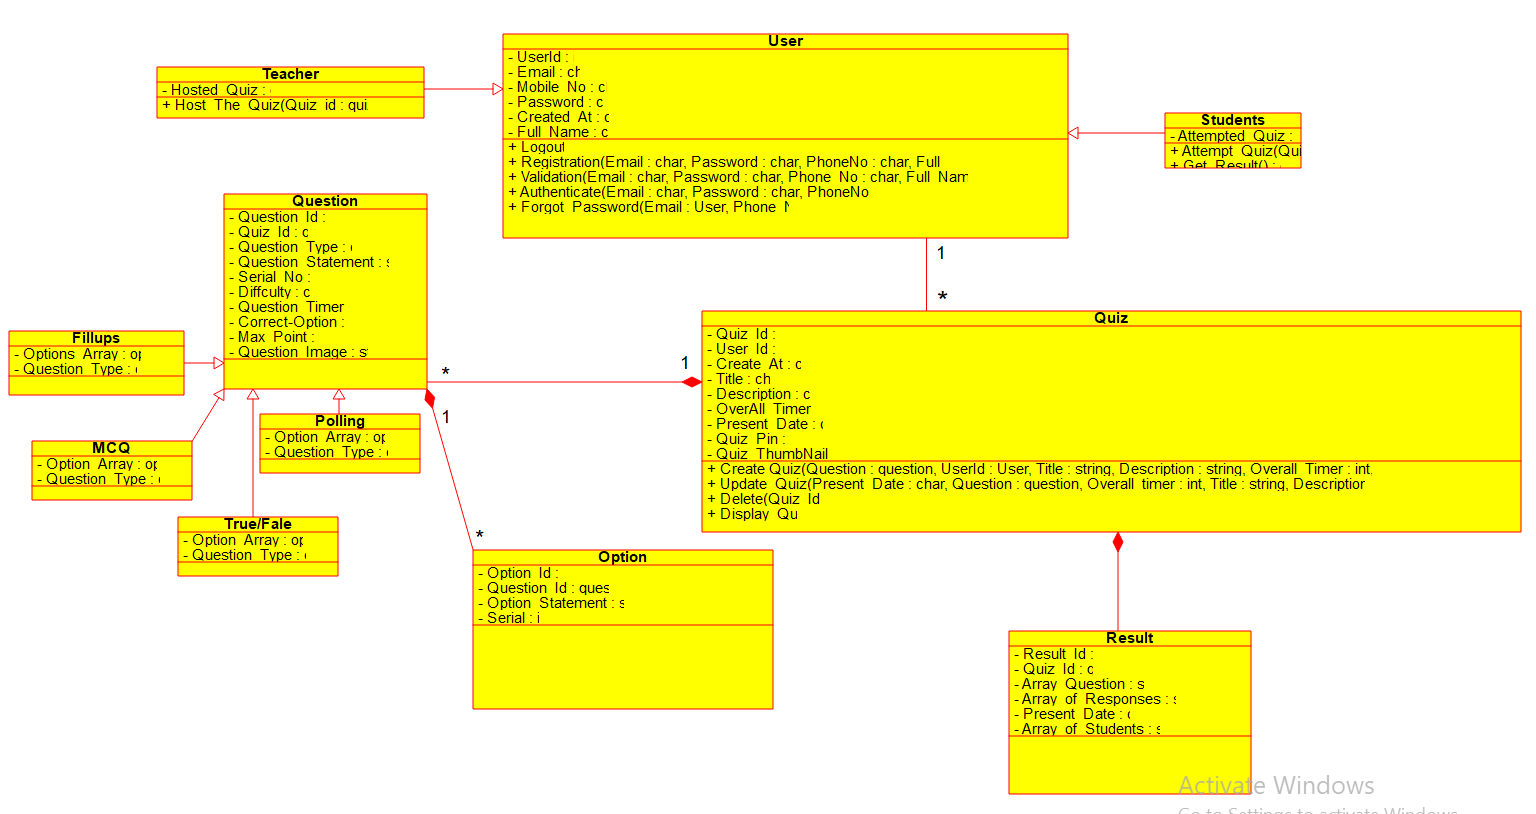 User
- UserId :
- Email : ch
- Mobile No : c
- Password : c
- Created At : c
- Full Name : c
+ Logout
+ Registration(Email : char, Password : char, PhoneNo : char, Full
+ Validation(Email : char, Password : char, Phone No : char, Full Nam
+ Authenticate(Email : char, Password : char, PhoneNo
+ Forgot Password(Email : User, Phone
Teacher
- Hosted Quiz :
+ Host The Quiz(Quiz id : qui
Students
- Attempted Quiz :
+ Attempt Quiz(Qui
+ Get Result() :
Question
- Question Id :
- Quiz Id : c
- Question Type :
- Question Statement : s
- Serial No :
- Diffculty : c
- Question Timer
- Correct-Option :
- Max Point :
- Question Image : s
1
*
Quiz
- Quiz Id :
- User Id :
- Create At : c
- Title : ch
- Description : c
- OverAll Timer
- Present Date : c
- Quiz Pin :
- Quiz ThumbNail
+ Create Quiz(Question : question, UserId : User, Title : string, Description : string, Overall Timer : int,
+ Update Quiz(Present Date : char, Question : question, Overall timer : int, Title : string, Description
+ Delete(Quiz Id
+ Display Qu
Fillups
- Options Array : op
- Question Type :
*
1
1
Polling
- Option Array : op
- Question Type :
MCQ
- Option Array : op
- Question Type :
True/Fale
- Option Array : op
- Question Type :
*
Option
- Option Id :
- Question Id : ques
- Option Statement : s
- Serial : i
Result
- Result Id :
- Quiz Id : c
- Array Question : s
- Array of Responses : s
- Present Date : c
- Array of Students : s
Activate Windows
Go to Settings to activate Windows